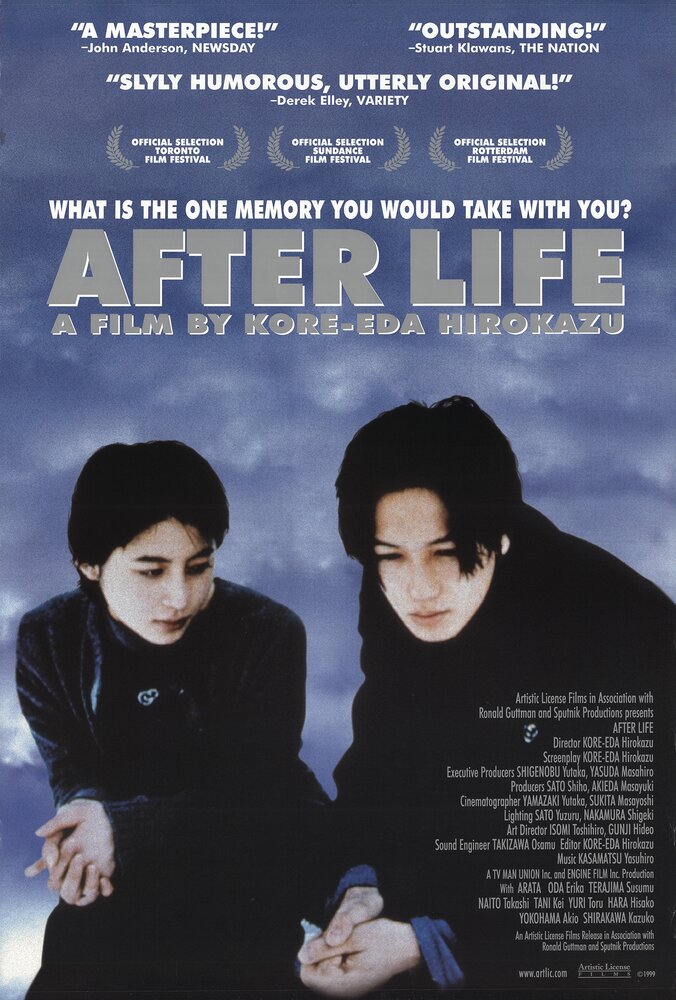 “A MASTERPIECE!”
–John Anderson, NEWSDAY
“OUTSTANDING!”
–Stuart Klawans, THE NATION
“SLYLY HUMOROUS, UTTERLY ORIGINAL!”
–Derek Elley, VARIETY
OFFICIAL SELECTION
TORONTO
FILM FESTIVAL
OFFICIAL SELECTION
SUNDANCE
FILM FESTIVAL
OFFICIAL SELECTION
ROTTERDAM
FILM FESTIVAL
WHAT IS THE ONE MEMORY YOU WOULD TAKE WITH YOU?
AFTER LIFE
A FILM BY KORE-EDA HIROKAZU
Artistic License Films in Association with
Ronald Guttman and Sputnik Productions presents
AFTER LIFE
Director KORE-EDA Hirokazu
Screenplay KORE-EDA Hirokazu
Executive Producers SHIGENOBU Yutaka, YASUDA Masahiro
Producers SATO Shiho, AKIEDA Masayuki
Cinematographer YAMAZAKI Yutaka, SUKITA Masayoshi
Lighting SATO Yuzuru, NAKAMURA Shigeki
Art Director ISOMI Toshihiro, GUNJI Hideo
Sound Engineer TAKIZAWA Osamu Editor KORE-EDA Hirokazu
Music KASAMATSU Yasuhiro
A TV MAN UNION Inc. and ENGINE FILM Inc. Production
With ARATA ODA Erika TERAJIMA Susumu
NAITO Takashi TANI Kei YURI Toru HARA Hisako
YOKOHAMA Akio SHIRAKAWA Kazuko
An Artistic License Films Release in Association with
Ronald Guttman and Sputnik Productions
www.artlic.com
Artistic License
FILMS
©1999